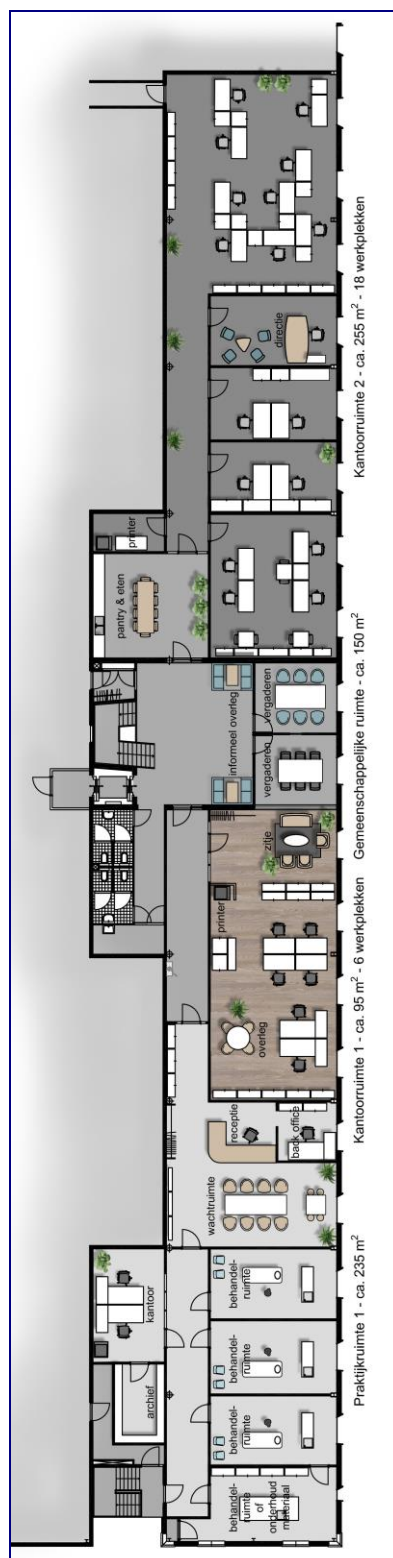 directie
printer
pantry & eten
informeel overleg
vergaderen
vergaderen
zitje
printer
overleg
receptie
back office
wachtruimte
kantoor
archief
behandel-
ruimte
behandel-
ruimte
behandel-
ruimte
behandel-
ruimte
of
onderhoud
materiaal
Kantoorruimte 2 - ca. 255 m² - 18 werkplekken
Gemeenschappelijke ruimte - ca. 150 m²
Kantoorruimte 1 - ca. 95 m² - 6 werkplekken
Praktijkruimte 1 - ca. 235 m²